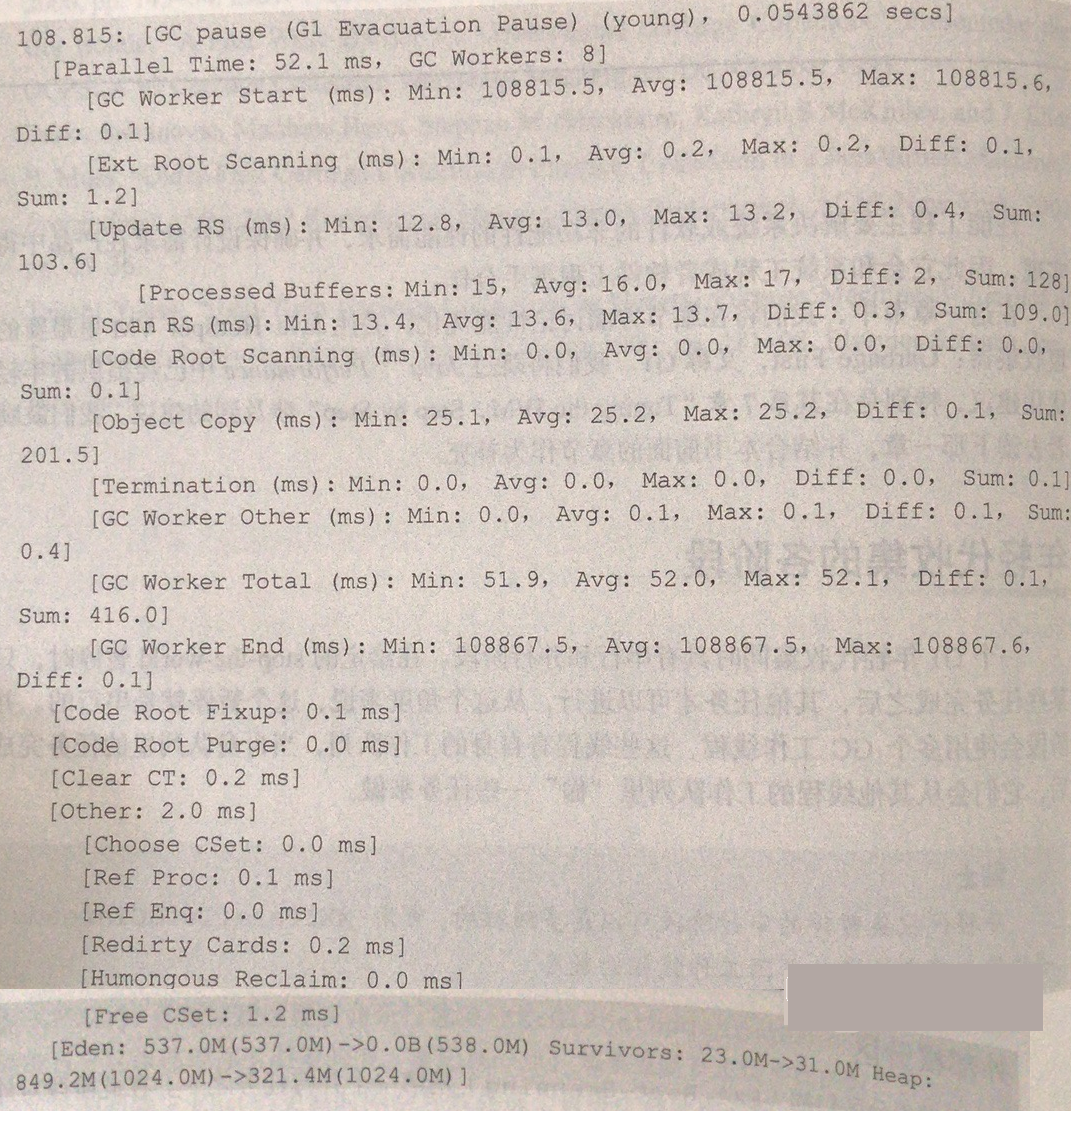 108.815: [GC pause (G1 Evacuation Pause) (young), 0.0543862 secs]
[Parallel Time: 52.1 ms, GC Workers: 8]
[GC Worker Start (ms): Min: 108815.5, Avg: 108815.5, Max: 108815.6,
Diff: 0.1]
[Ext Root Scanning (ms): Min: 0.1, Avg: 0.2, Max: 0.2, Diff: 0.1,
Sum: 1.2]
[Update RS (ms): Min: 12.8, Avg: 13.0, Max: 13.2, Diff: 0.4, Sum:
103.6]
[Processed Buffers: Min: 15, Avg: 16.0, Max: 17, Diff: 2, Sum: 128]
[Scan RS (ms): Min: 13.4, Avg: 13.6, Max: 13.7, Diff: 0.3, Sum: 109.0]
[Code Root Scanning (ms): Min: 0.0, Avg: 0.0, Max: 0.0, Diff: 0.0,
Sum: 0.1]
[Object Copy (ms): Min: 25.1, Avg: 25.2, Max: 25.2, Diff: 0.1, Sum:
201.5]
[Termination (ms): Min: 0.0, Avg: 0.0, Max: 0.0, Diff: 0.0, Sum: 0.1]
[GC Worker Other (ms): Min: 0.0, Avg: 0.1, Max: 0.1, Diff: 0.1, Sum:
0.4]
[GC Worker Total (ms): Min: 51.9, Avg: 52.0, Max: 52.1, Diff: 0.1,
Sum: 416.0]
[GC Worker End (ms): Min: 108867.5, Avg: 108867.5, Max: 108867.6,
Diff: 0.1]
[Code Root Fixup: 0.1 ms]
[Code Root Purge: 0.0 ms]
[Clear CT: 0.2 ms]
[Other: 2.0 ms]
[Choose CSet: 0.0 ms]
[Ref Proc: 0.1 ms]
[Ref Enq: 0.0 ms]
[Redirty Cards: 0.2 ms]
[Humongous Reclaim: 0.0 ms]
[Free CSet: 1.2 ms]
[Eden: 537.0M(537.0M)->0.0B(538.0M) Survivors: 23.0M->31.0M Heap:
849.2M(1024.0M)->321.4M(1024.0M)]